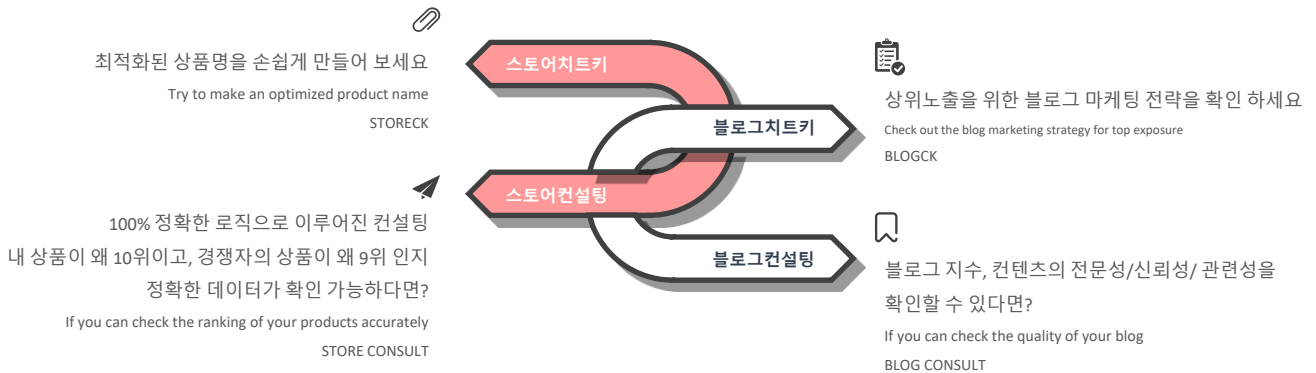 최적화된 상품명을 손쉽게 만들어 보세요
Try to make an optimized product name
STORECK
스토어치트키
상위노출을 위한 블로그 마케팅 전략을 확인 하세요
Check out the blog marketing strategy for top exposure
BLOGCK
블로그치트키
100% 정확한 로직으로 이루어진 컨설팅
내 상품이 왜 10위이고, 경쟁자의 상품이 왜 9위 인지
정확한 데이터가 확인 가능하다면?
If you can check the ranking of your products accurately
STORE CONSULT
스토어컨설팅
블로그컨설팅
블로그 지수, 컨텐츠의 전문성/신뢰성/ 관련성을
확인할 수 있다면?
If you can check the quality of your blog
BLOG CONSULT